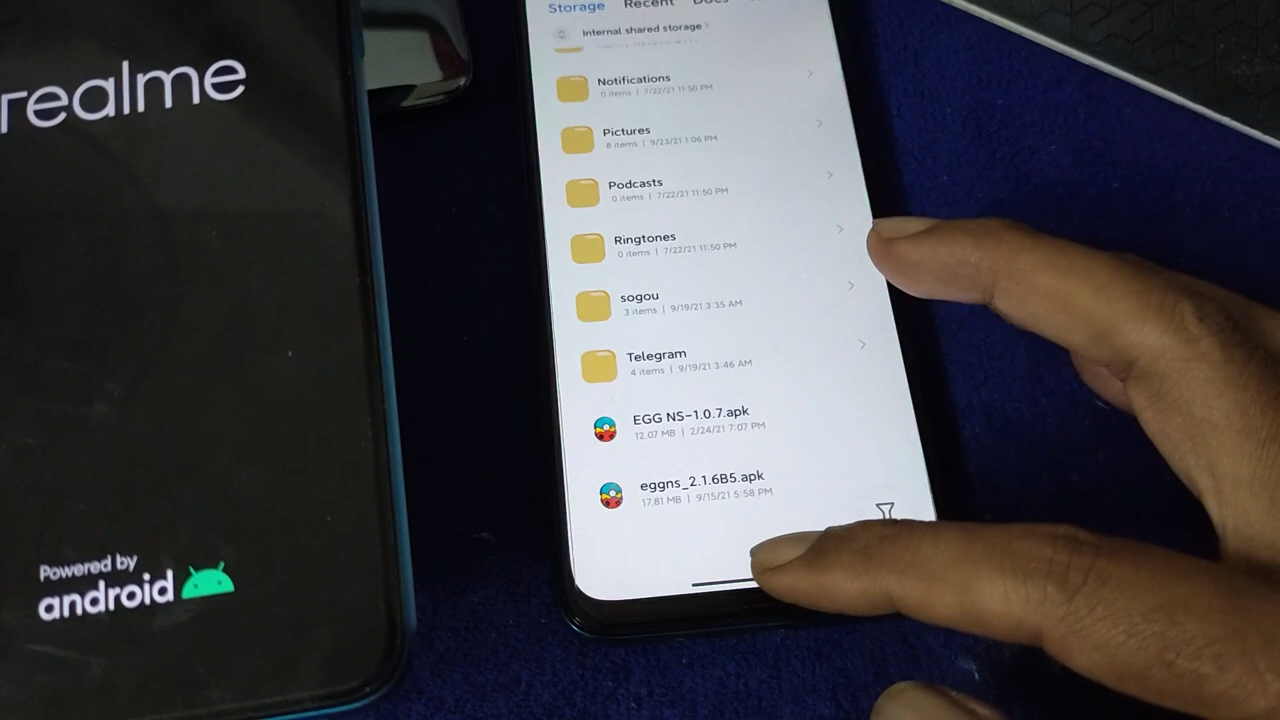 realme
Powered by
android
Storage Recent Docs
Internal shared storage
Notifications
0 items | 7/22/21 11:50 PM
Pictures
8 items | 9/23/21 1:06 PM
Podcasts
0 items | 7/22/21 11:50 PM
Ringtones
0 items | 7/22/21 11:50 PM
sogou
3 items | 9/19/21 3:35 AM
Telegram
4 items | 9/19/21 3:46 AM
EGG NS-1.0.7.apk
12.07 MB | 2/24/21 7:07 PM
eggns_2.1.6B5.apk
17.81 MB | 9/15/21 5:58 PM